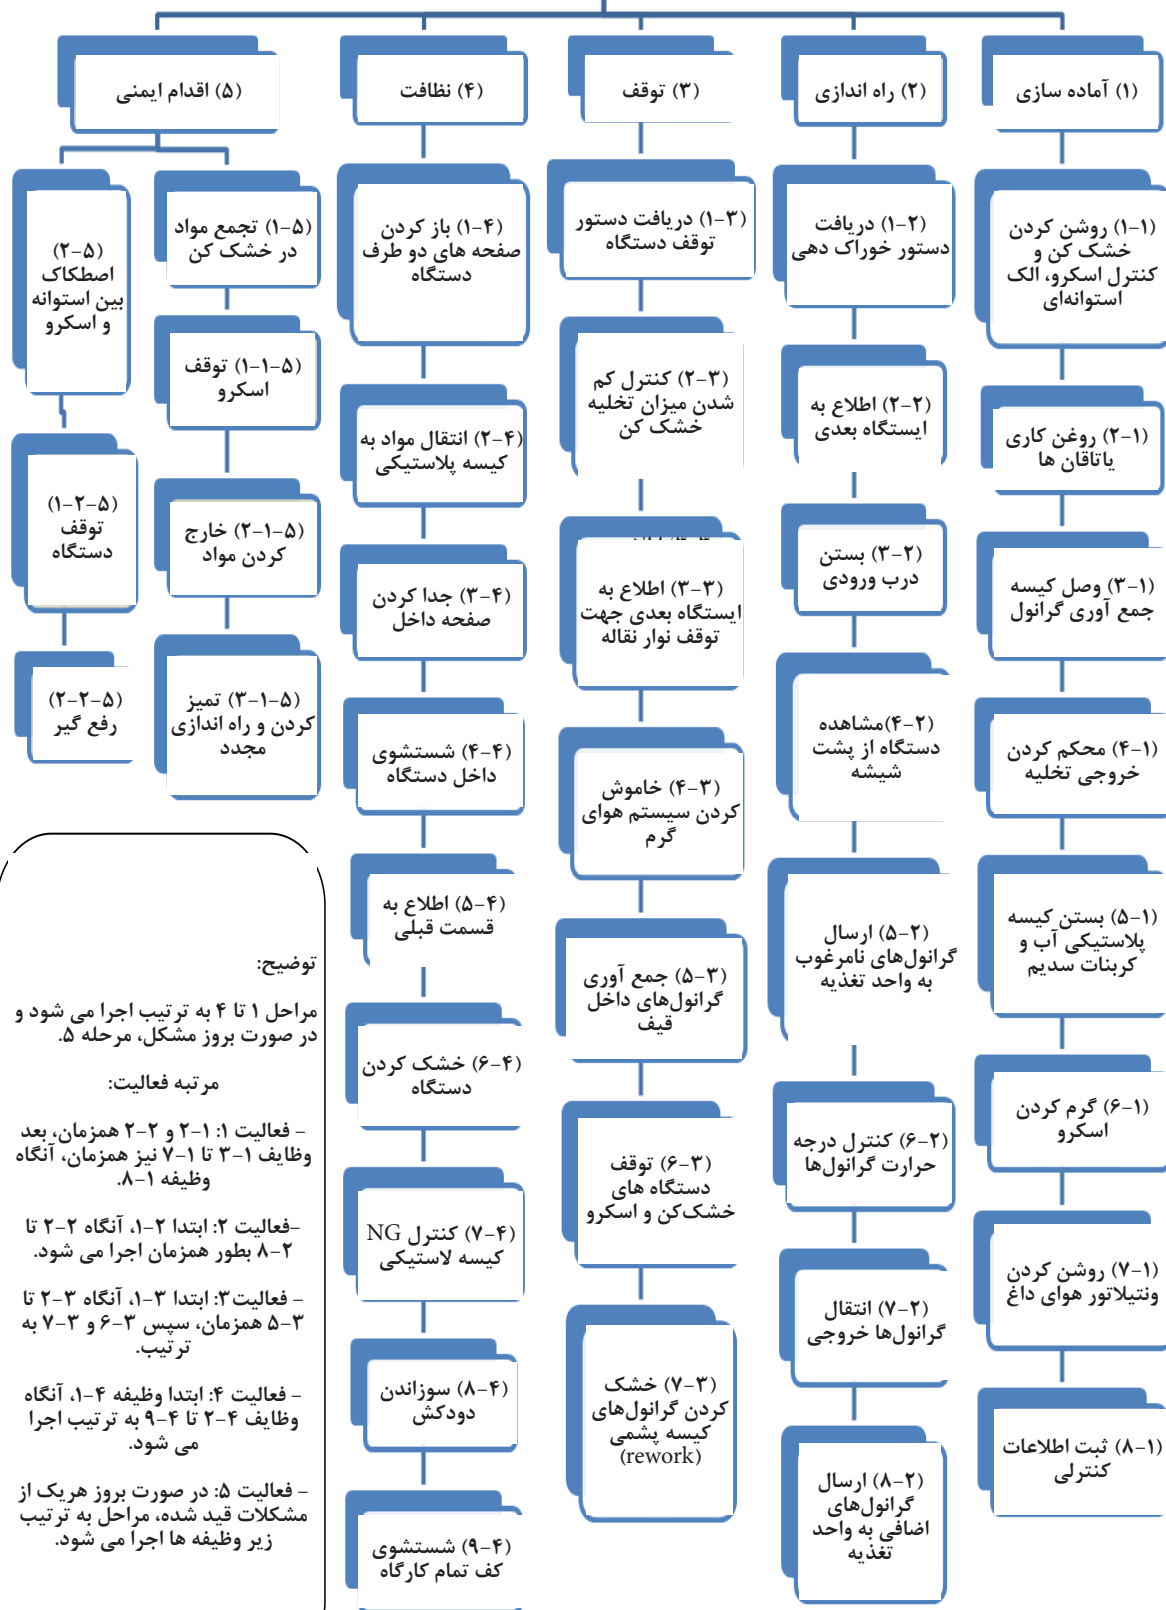 (۱) آماده سازی
(۱-۱) روشن کردن
خشک کن و
کنترل اسکرو، الک
استوانه‌ای
(۲-۱) روغن کاری
یاتاقان ها
(۳-۱) وصل کیسه
جمع آوری گرانول
(۴-۱) محکم کردن
خروجی تخلیه
(۵-۱) بستن کیسه
پلاستیکی آب و
کربنات سدیم
(۶-۱) گرم کردن
اسکرو
(۷-۱) روشن کردن
ونتیلاتور هوای داغ
(۸-۱) ثبت اطلاعات
کنترلی
(۲) راه اندازی
(۱-۲) دریافت
دستور خوراک دهی
(۲-۲) اطلاع به
ایستگاه بعدی
(۳-۲) بستن
درب ورودی
(۴-۲)مشاهده
دستگاه از پشت
شیشه
(۵-۲) ارسال
گرانول‌های نامرغوب
به واحد تغذیه
(۶-۲) کنترل درجه
حرارت گرانول‌ها
(۷-۲) انتقال
گرانول‌ها خروجی
(۸-۲) ارسال
گرانول‌های
اضافی به واحد
تغذیه
(۳) توقف
(۱-۳) دریافت دستور
توقف دستگاه
(۲-۳) کنترل کم
شدن میزان تخلیه
خشک کن
(۳-۳) اطلاع به
ایستگاه بعدی جهت
توقف نوار نقاله
(۴-۳) خاموش
کردن سیستم هوای
گرم
(۵-۳) جمع آوری
گرانول‌های داخل
قیف
(۶-۳) توقف
دستگاه های
خشک‌کن و اسکرو
(۷-۳) خشک
کردن گرانول‌های
کیسه پشمی
(rework)
(۴) نظافت
(۱-۴) باز کردن
صفحه های دو طرف
دستگاه
(۲-۴) انتقال مواد به
کیسه پلاستیکی
(۳-۴) جدا کردن
صفحه داخل
(۴-۴) شستشوی
داخل دستگاه
(۵-۴) اطلاع به
قسمت قبلی
(۶-۴) خشک کردن
دستگاه
(۷-۴) کنترل NG
کیسه لاستیکی
(۸-۴) سوزاندن
دودکش
(۹-۴) شستشوی
کف تمام کارگاه
(۵) اقدام ایمنی
(۱-۵) تجمع مواد
در خشک کن
(۱-۱-۵) توقف
اسکرو
(۲-۱-۵) خارج
کردن مواد
(۳-۱-۵) تمیز
کردن و راه اندازی
مجدد
(۲-۵)
اصطکاک
بین استوانه
و اسکرو
(۱-۲-۵)
توقف
دستگاه
(۲-۲-۵)
رفع گیر
توضیح:
مراحل ۱ تا ۴ به ترتیب اجرا می شود و
در صورت بروز مشکل، مرحله ۵.
مرتبه فعالیت:
- فعالیت ۱: ۱-۲ و ۲-۲ همزمان، بعد
وظایف ۱-۳ تا ۱-۷ نیز همزمان، آنگاه
وظیفه ۱-۸.
-فعالیت ۲: ابتدا ۲-۱، آنگاه ۲-۲ تا
۲-۸ بطور همزمان اجرا می شود.
- فعالیت۳: ابتدا ۳-۱، آنگاه ۳-۲ تا
۳-۵ همزمان، سپس ۳-۶ و ۳-۷ به
ترتیب.
- فعالیت ۴: ابتدا وظیفه ۴-۱، آنگاه
وظایف ۴-۲ تا ۴-۹ به ترتیب اجرا
می شود.
- فعالیت ۵: در صورت بروز هریک از
مشکلات قید شده، مراحل به ترتیب
زیر وظیفه ها اجرا می شود.